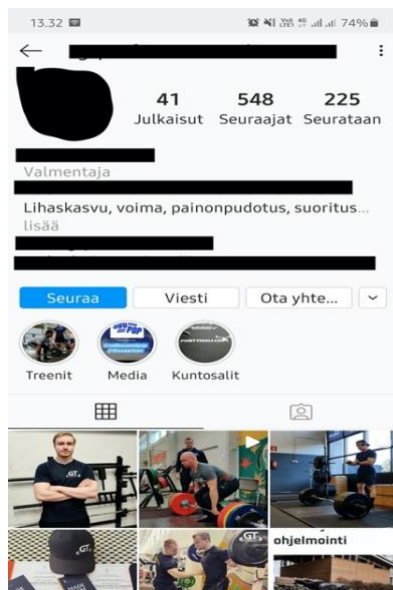 13.32
74%
41 548 225
Julkaisut Seuraajat Seurataan
Valmentaja
Lihaskasvu, voima, painonpudotus, suoritus...
lisää
Seuraa Viesti Ota yhte...
Treenit Media Kuntosalit
GT
ohjelmointi